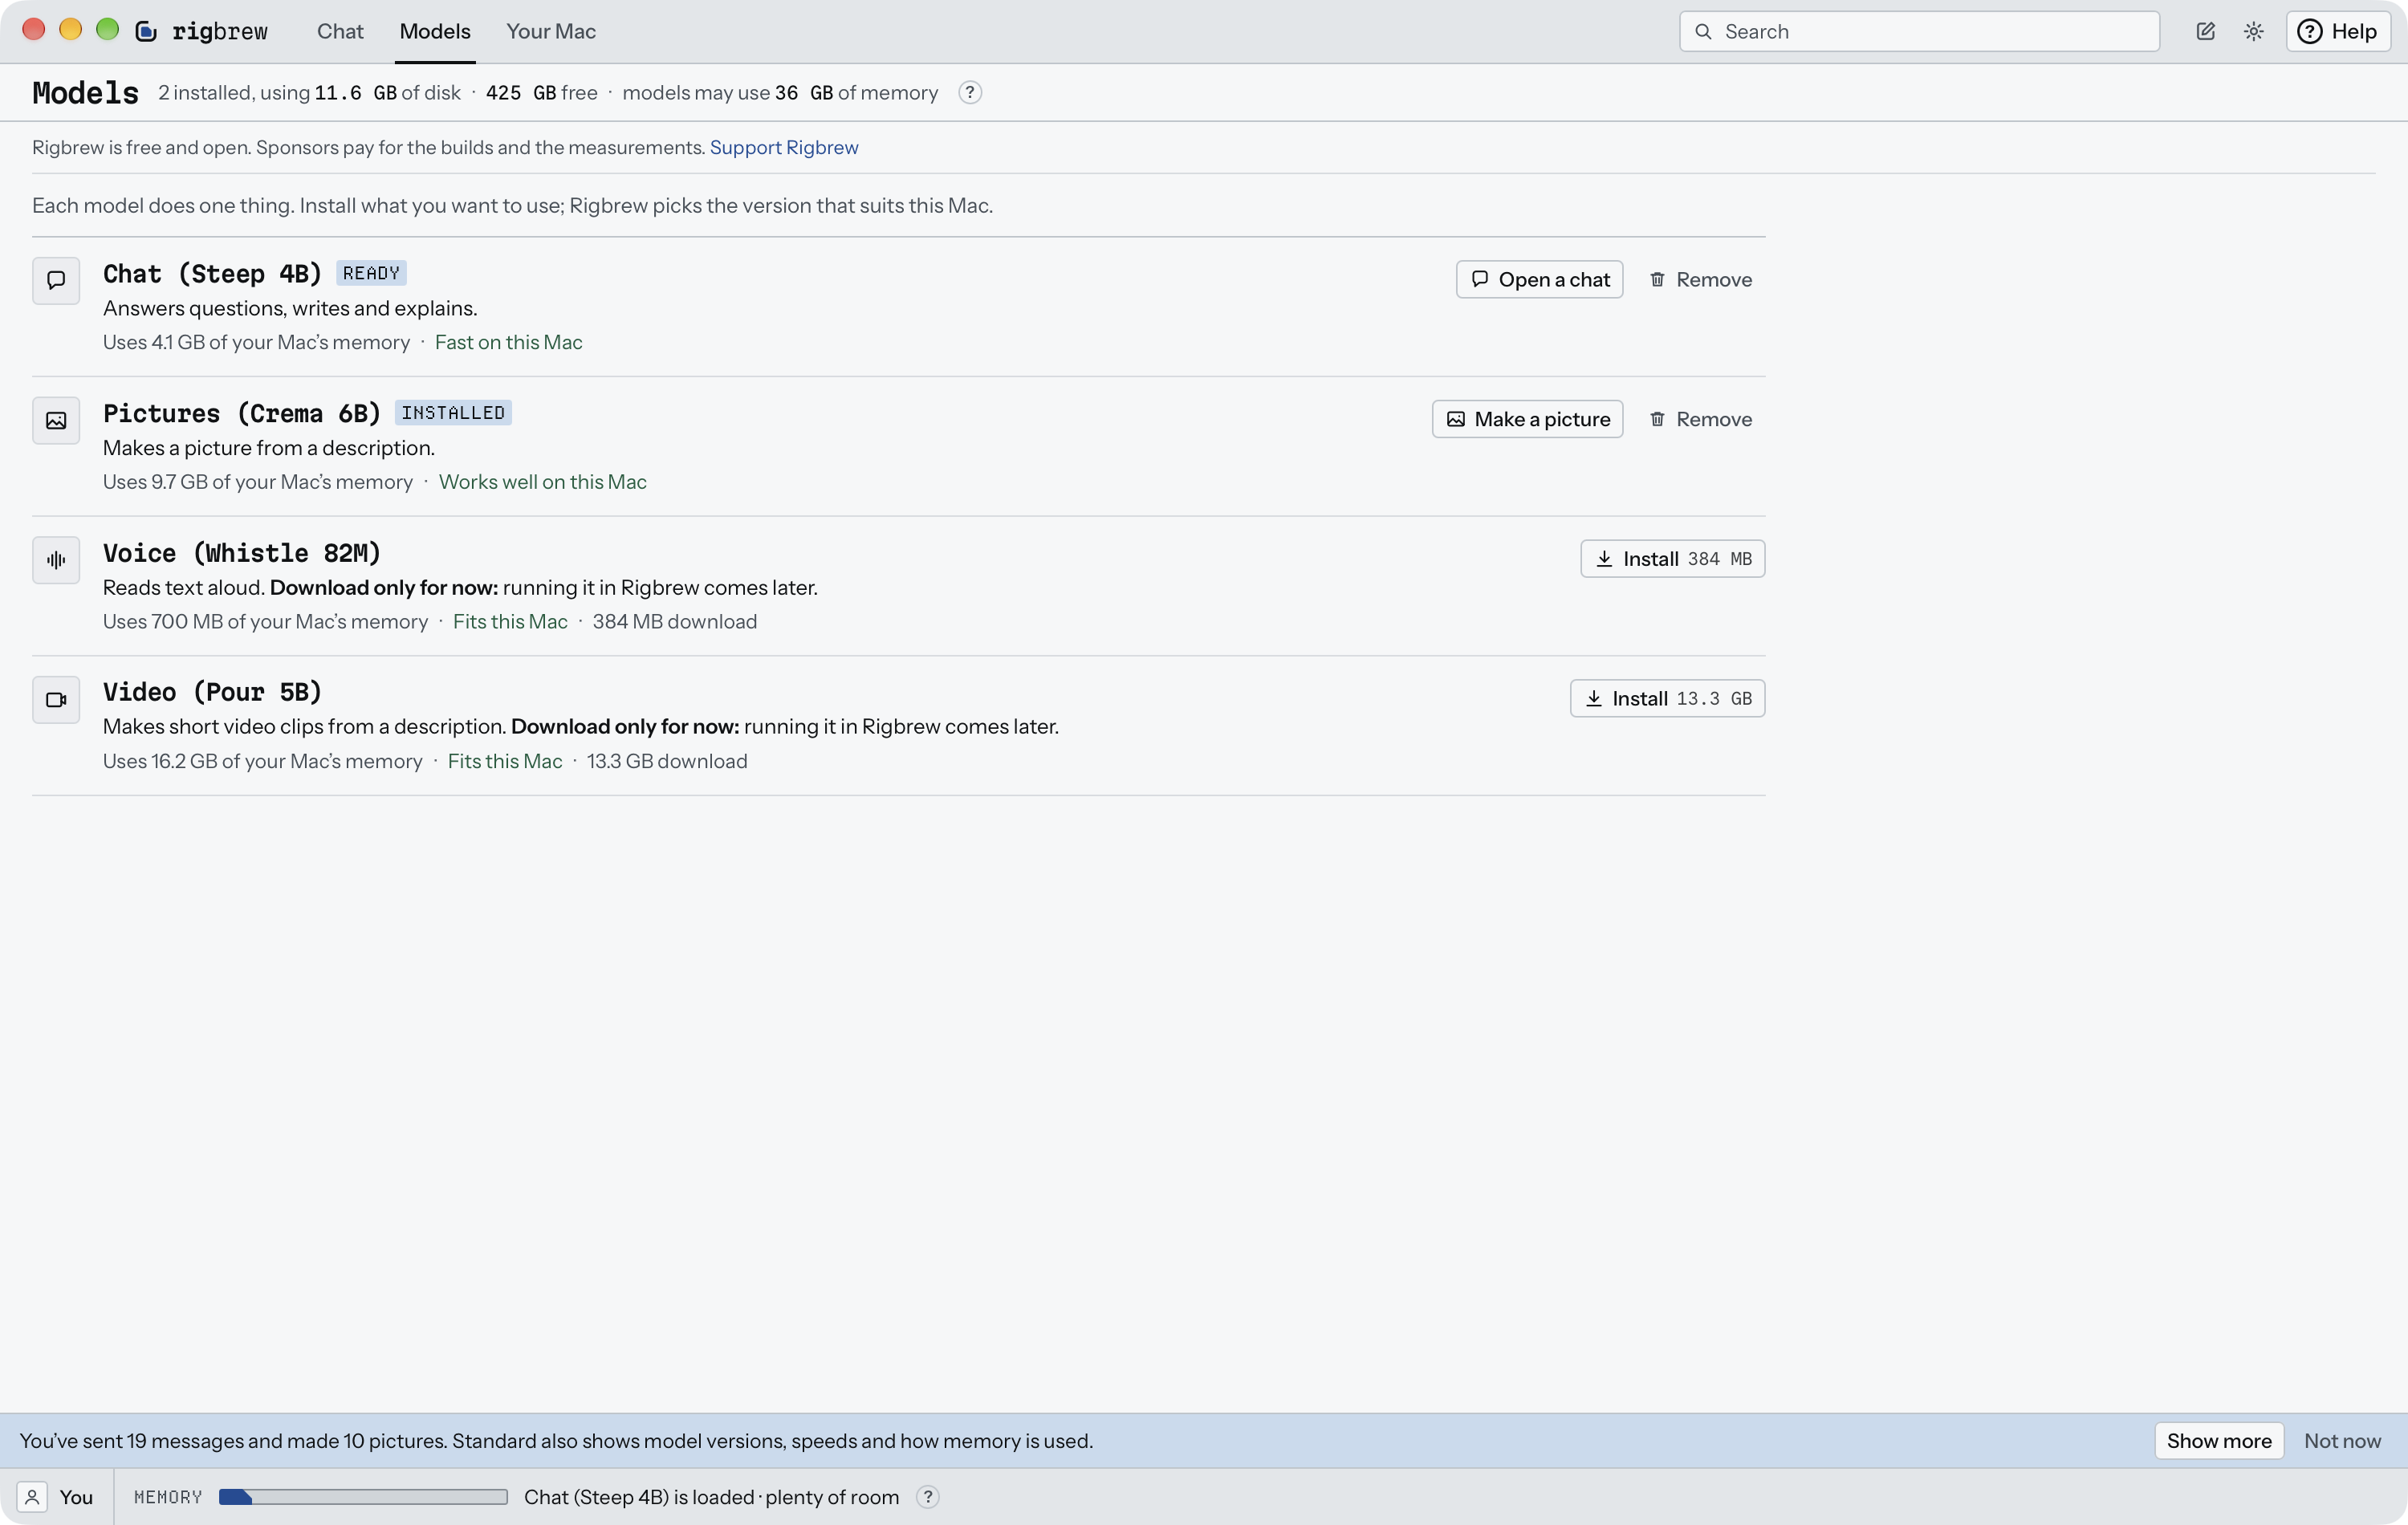 rigbrew Chat Models Your Mac Search Help
Models 2 installed, using 11.6 GB of disk · 425 GB free · models may use 36 GB of memory ?
Rigbrew is free and open. Sponsors pay for the builds and the measurements. Support Rigbrew
Each model does one thing. Install what you want to use; Rigbrew picks the version that suits this Mac.
Chat (Steep 4B) READY Open a chat Remove
Answers questions, writes and explains.
Uses 4.1 GB of your Mac’s memory · Fast on this Mac
Pictures (Crema 6B) INSTALLED Make a picture Remove
Makes a picture from a description.
Uses 9.7 GB of your Mac’s memory · Works well on this Mac
Voice (Whistle 82M) Install 384 MB
Reads text aloud. Download only for now: running it in Rigbrew comes later.
Uses 700 MB of your Mac’s memory · Fits this Mac · 384 MB download
Video (Pour 5B) Install 13.3 GB
Makes short video clips from a description. Download only for now: running it in Rigbrew comes later.
Uses 16.2 GB of your Mac’s memory · Fits this Mac · 13.3 GB download
You’ve sent 19 messages and made 10 pictures. Standard also shows model versions, speeds and how memory is used. Show more Not now
You MEMORY Chat (Steep 4B) is loaded · plenty of room ?